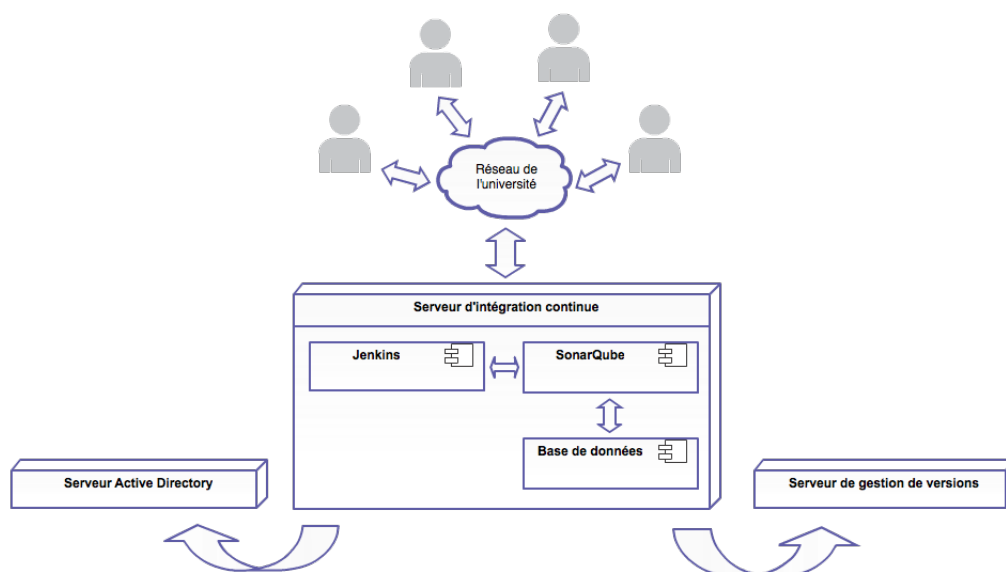 Réseau de
l'université
Serveur d'intégration continue
Jenkins
SonarQube
Base de données
Serveur Active Directory
Serveur de gestion de versions